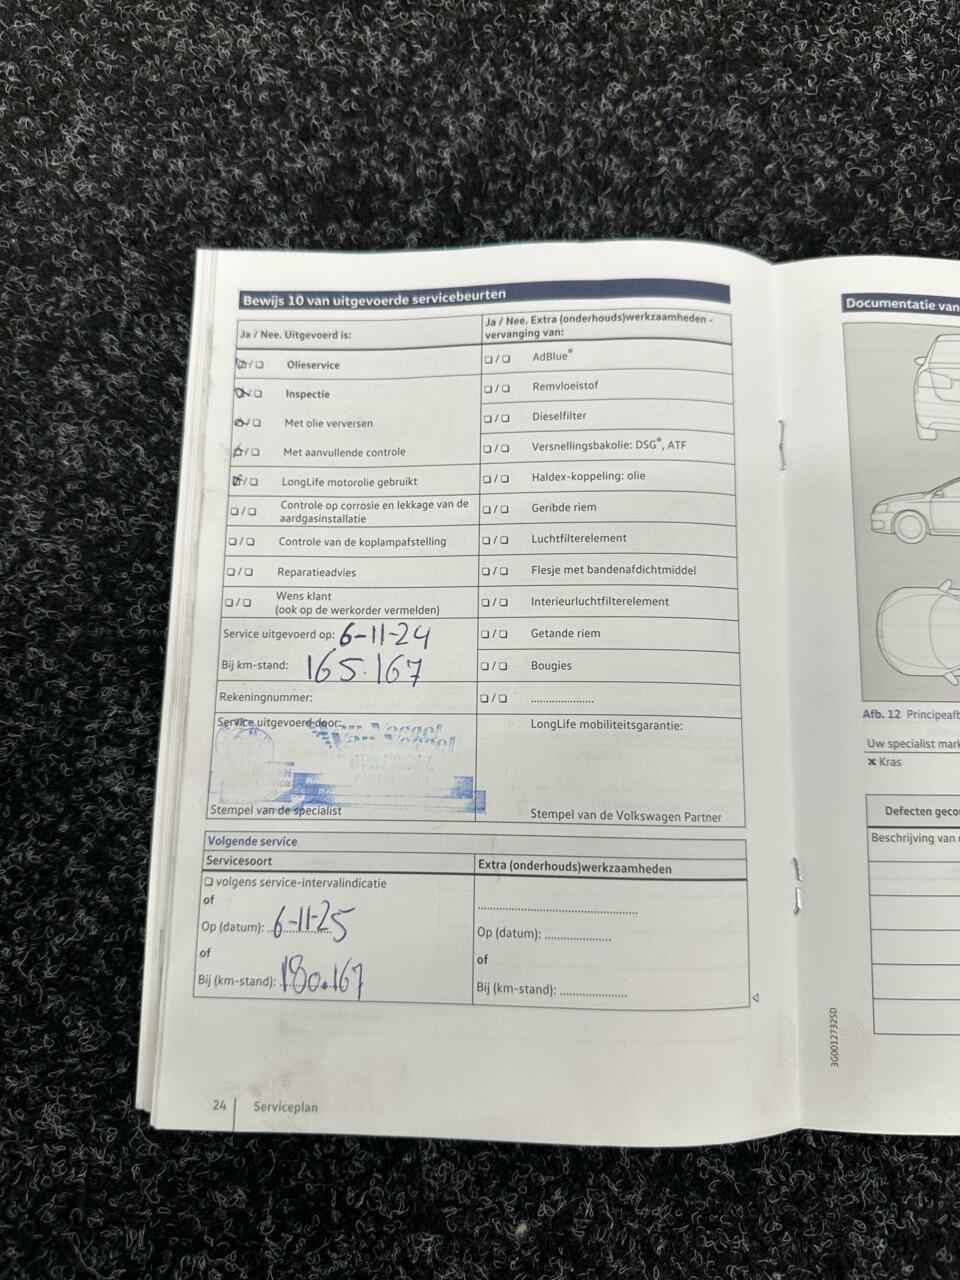 Bewijs 10 van uitgevoerde servicebeurten
Ja / Nee. Uitgevoerd is:
Ja / Nee. Extra (onderhouds)werkzaamheden - vervanging van:
❑ / ❑ Olieservice
❑ / ❑ Inspectie
❑ / ❑ Met olie verversen
❑ / ❑ Met aanvullende controle
❑ / ❑ LongLife motorolie gebruikt
❑ / ❑ Controle op corrosie en lekkage van de
aardgasinstallatie
❑ / ❑ Controle van de koplampafstelling
❑ / ❑ Reparatieadvies
❑ / ❑ Wens klant
(ook op de werkorder vermelden)
Service uitgevoerd op: 6-11-24
Bij km-stand: 165.167
Rekeningnummer:
Service uitgevoerd door:
Stempel van de specialist
❑ / ❑ AdBlue®
❑ / ❑ Remvloeistof
❑ / ❑ Dieselfilter
❑ / ❑ Versnellingsbakolie: DSG®, ATF
❑ / ❑ Haldex-koppeling: olie
❑ / ❑ Geribde riem
❑ / ❑ Luchtfilterelement
❑ / ❑ Flesje met bandenafdichtmiddel
❑ / ❑ Interieurluchtfilterelement
❑ / ❑ Getande riem
❑ / ❑ Bougies
❑ / ❑ .....................
LongLife mobiliteitsgarantie:
Stempel van de Volkswagen Partner
Volgende service
Servicesoort
❑ volgens service-intervalindicatie
of
Op (datum): 6-11-25
of
Bij (km-stand): 180.167
Extra (onderhouds)werkzaamheden
.....................................................
Op (datum): ......................
of
Bij (km-stand): ......................
24 Serviceplan
Documentatie van
Afb. 12 Principeafb
Uw specialist mark
✖ Kras
Defecten geco
Beschrijving van
3G0012732SD